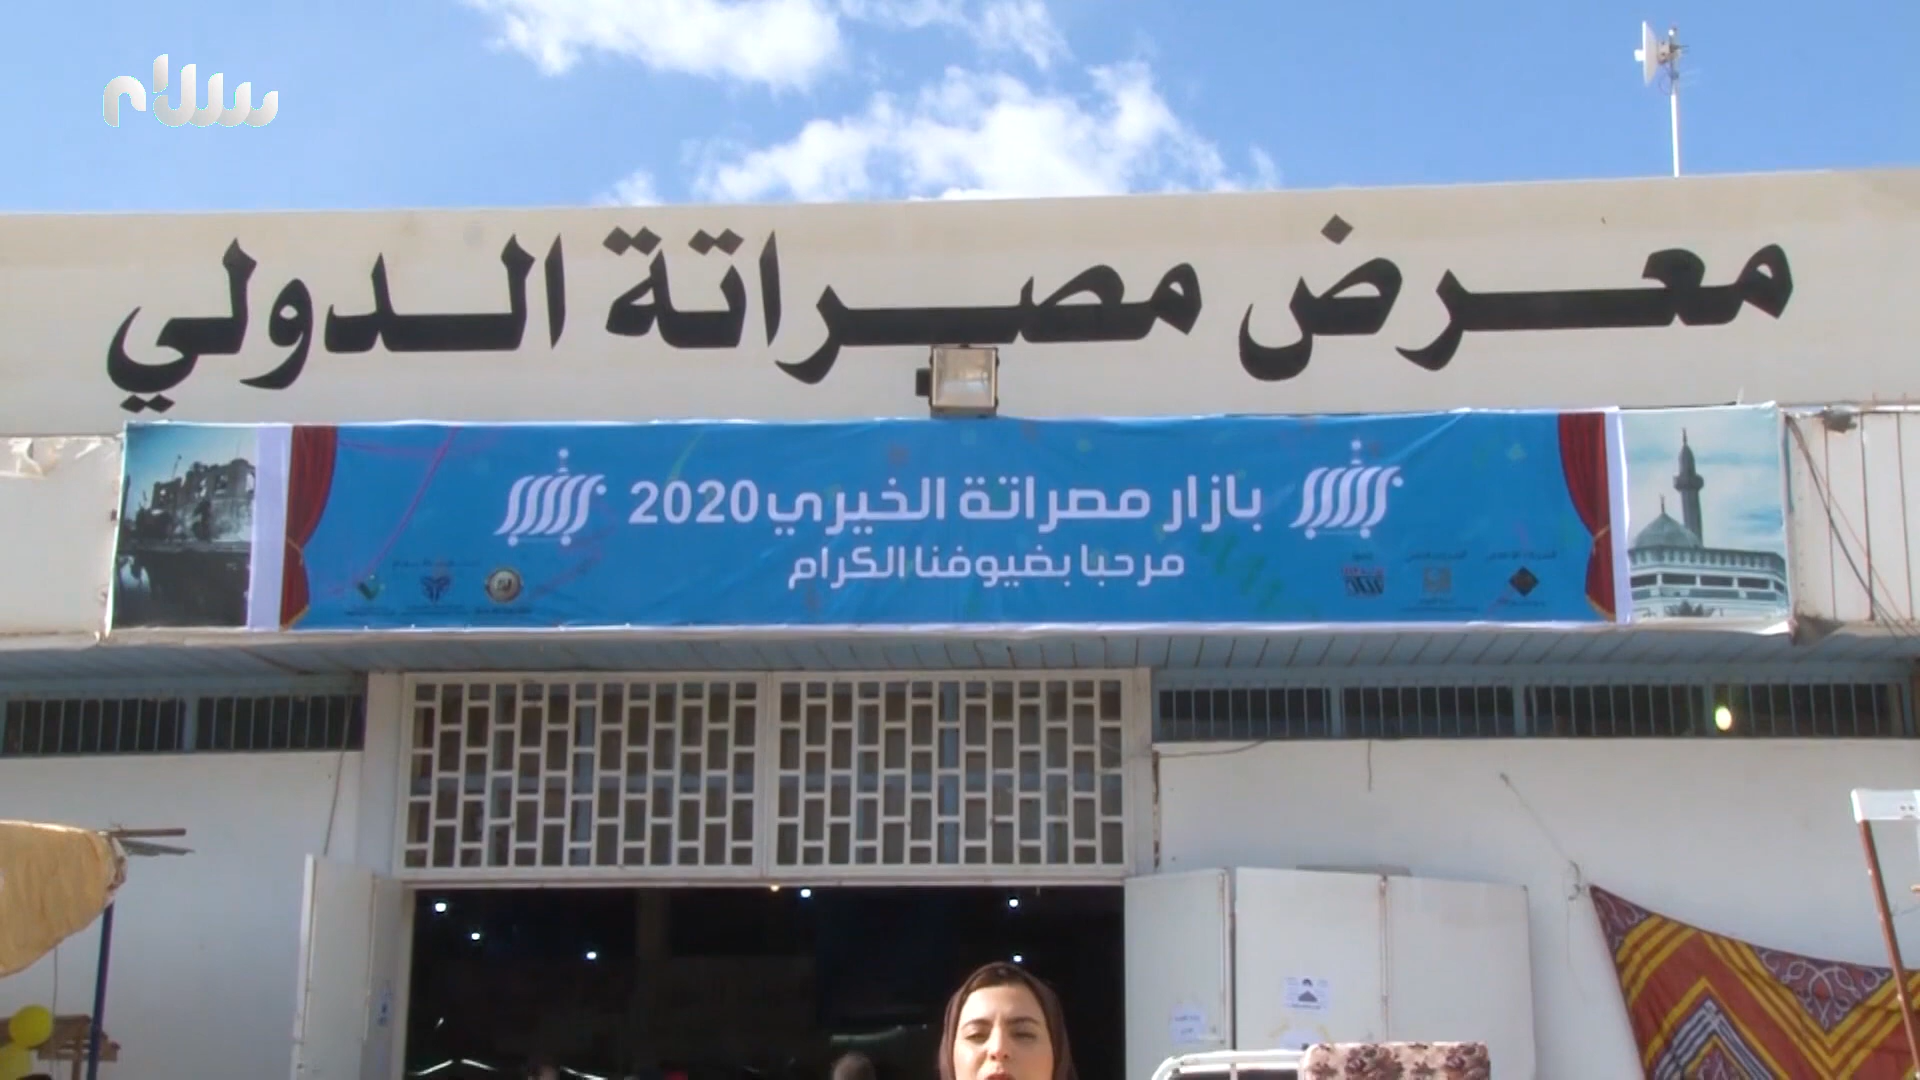 سلام
معرض مصراتة الدولي
بازار مصراتة الخيري 2020
مرحبا بضيوفنا الكرام